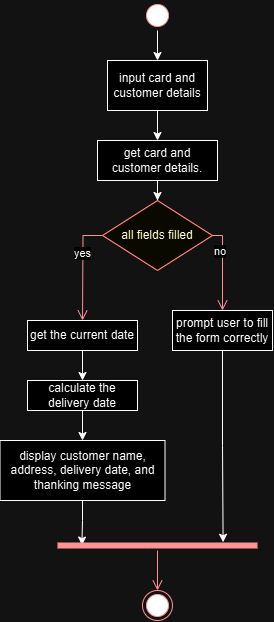 input card and
customer details
get card and
customer details.
all fields filled
yes
no
get the current date
prompt user to fill
the form correctly
calculate the
delivery date
display customer name,
address, delivery date, and
thanking message